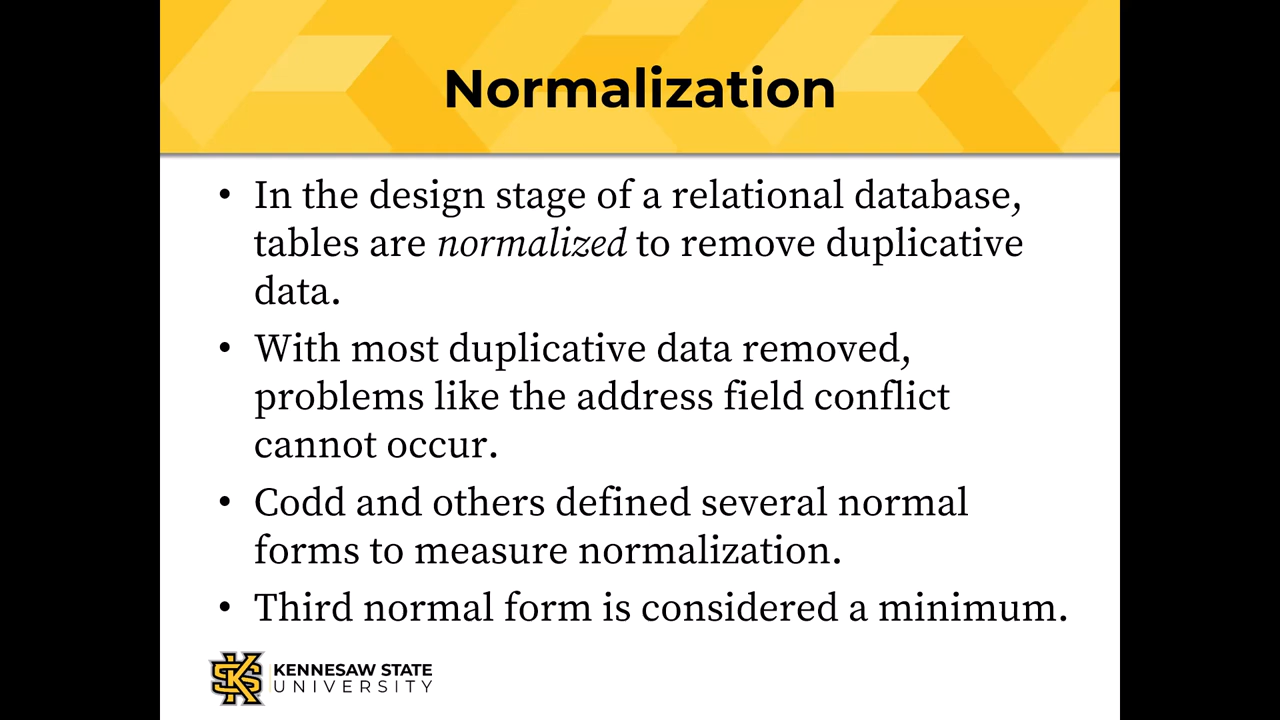 Normalization
• In the design stage of a relational database,
tables are normalized to remove duplicative
data.
• With most duplicative data removed,
problems like the address field conflict
cannot occur.
• Codd and others defined several normal
forms to measure normalization.
• Third normal form is considered a minimum.
KENNESAW STATE
UNIVERSITY